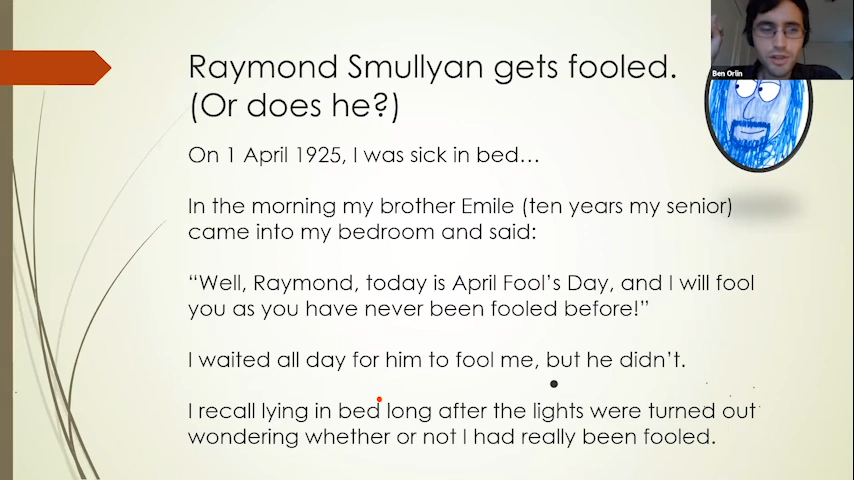 Ben Orlin
Raymond Smullyan gets fooled.
(Or does he?)
On 1 April 1925, I was sick in bed…
In the morning my brother Emile (ten years my senior)
came into my bedroom and said:
“Well, Raymond, today is April Fool’s Day, and I will fool
you as you have never been fooled before!”
I waited all day for him to fool me, but he didn’t.
I recall lying in bed long after the lights were turned out
wondering whether or not I had really been fooled.